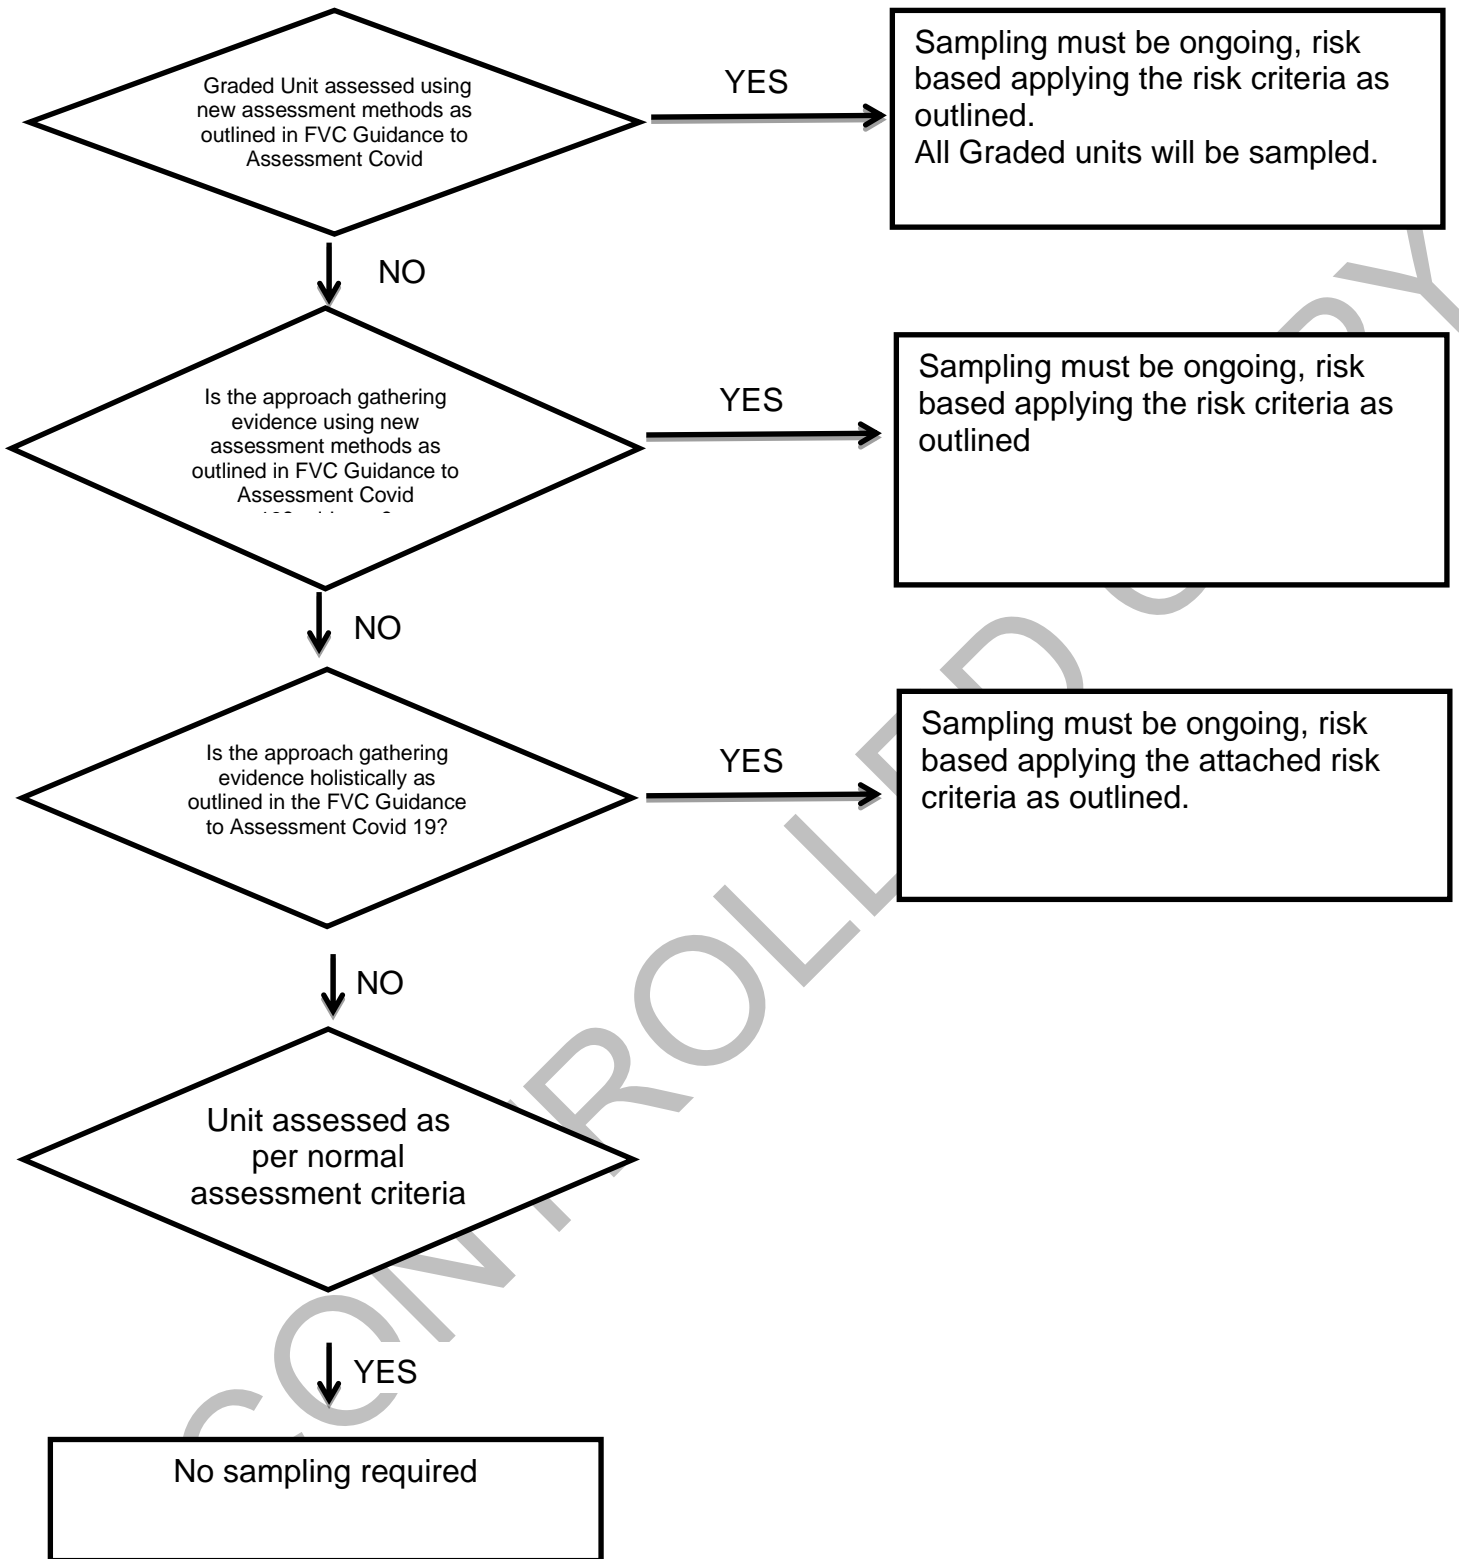 Graded Unit assessed using
new assessment methods as
outlined in FVC Guidance to
Assessment Covid
YES
Sampling must be ongoing, risk
based applying the risk criteria as
outlined.
All Graded units will be sampled.
NO
Is the approach gathering
evidence using new
assessment methods as
outlined in FVC Guidance to
Assessment Covid
YES
Sampling must be ongoing, risk
based applying the risk criteria as
outlined
NO
Is the approach gathering
evidence holistically as
outlined in the FVC Guidance
to Assessment Covid 19?
YES
Sampling must be ongoing, risk
based applying the attached risk
criteria as outlined.
NO
Unit assessed as
per normal
assessment criteria
YES
No sampling required
CONTROLLED